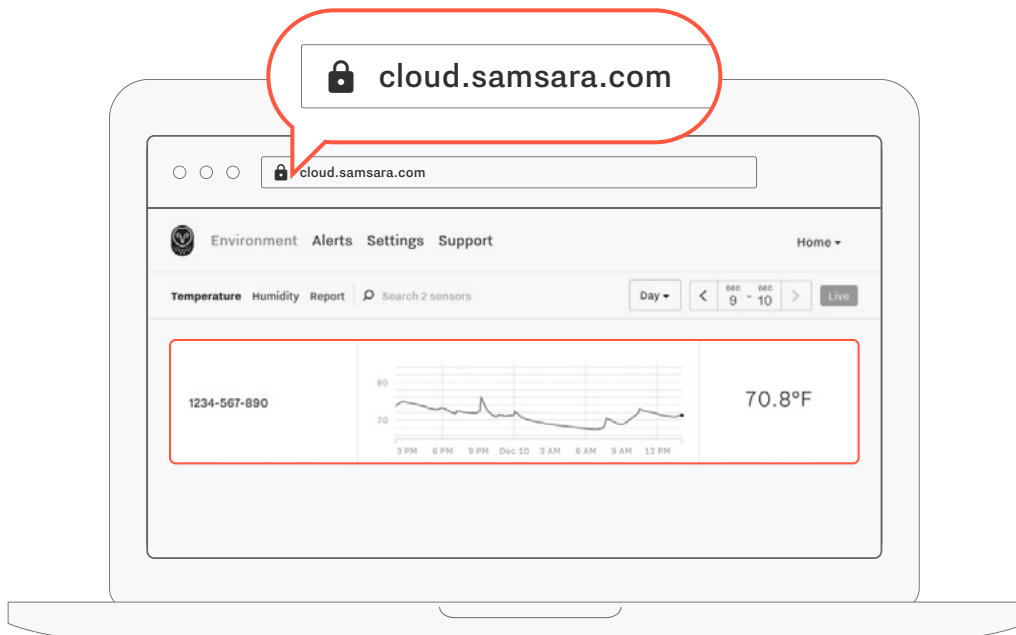 cloud.samsara.com
cloud.samsara.com
Environment Alerts Settings Support Home
Temperature Humidity Report Search 2 sensors Day DEC 9 - DEC 10 Live
1234-567-890
80
70
3 PM 6 PM 9 PM Dec 10 3 AM 6 AM 9 AM 12 PM
70.8°F